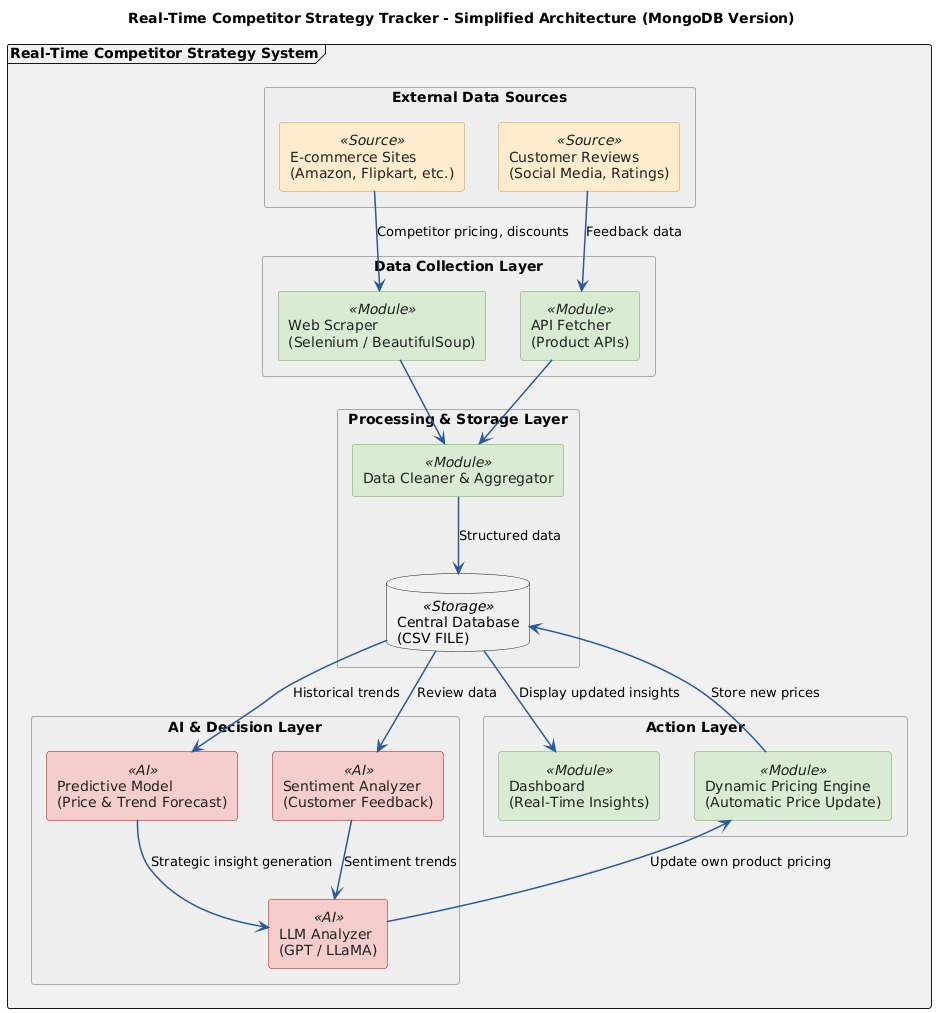 Real-Time Competitor Strategy Tracker - Simplified Architecture (MongoDB Version)
Real-Time Competitor Strategy System
External Data Sources
«Source»
E-commerce Sites
(Amazon, Flipkart, etc.)
«Source»
Customer Reviews
(Social Media, Ratings)
Competitor pricing, discounts
Feedback data
Data Collection Layer
«Module»
Web Scraper
(Selenium / BeautifulSoup)
«Module»
API Fetcher
(Product APIs)
Processing & Storage Layer
«Module»
Data Cleaner & Aggregator
Structured data
«Storage»
Central Database
(CSV FILE)
Historical trends
Review data
Display updated insights
Store new prices
AI & Decision Layer
«AI»
Predictive Model
(Price & Trend Forecast)
«AI»
Sentiment Analyzer
(Customer Feedback)
Action Layer
«Module»
Dashboard
(Real-Time Insights)
«Module»
Dynamic Pricing Engine
(Automatic Price Update)
Strategic insight generation
Sentiment trends
Update own product pricing
«AI»
LLM Analyzer
(GPT / LLaMA)